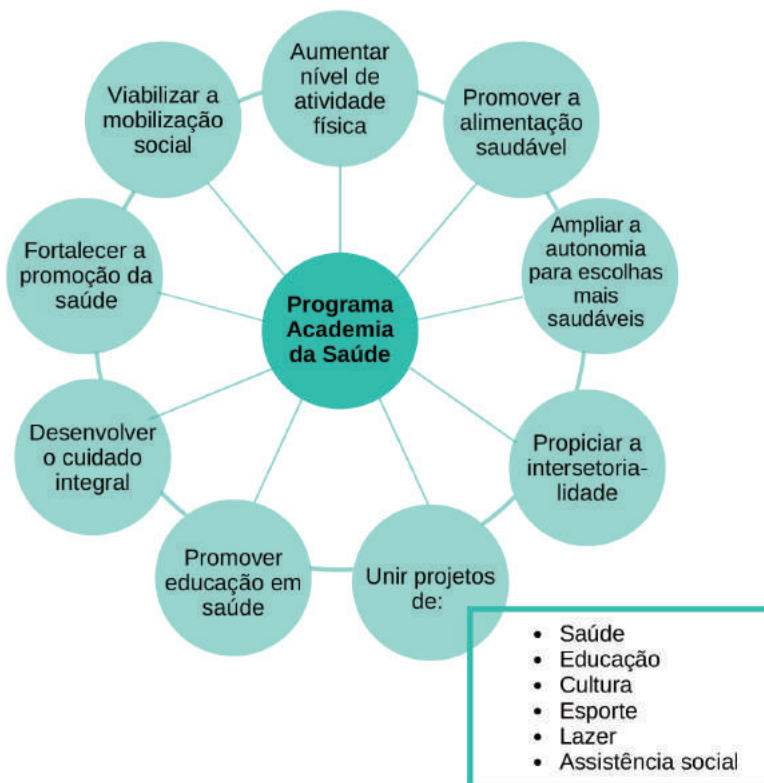 Programa
Academia
da Saúde
Aumentar
nível de
atividade
física
Promover a
alimentação
saudável
Ampliar a
autonomia
para escolhas
mais
saudáveis
Propiciar a
intersetoria-
lidade
Unir projetos
de:
• Saúde
• Educação
• Cultura
• Esporte
• Lazer
• Assistência social
Promover
educação em
saúde
Desenvolver
o cuidado
integral
Fortalecer a
promoção da
saúde
Viabilizar a
mobilização
social